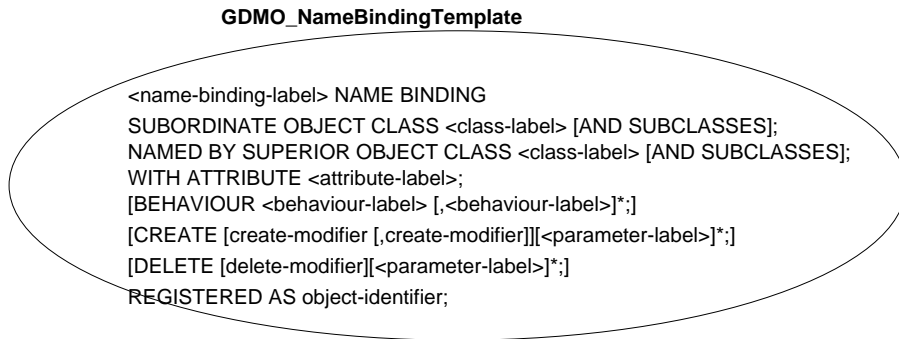 GDMO_NameBindingTemplate
<name-binding-label> NAME BINDING
SUBORDINATE OBJECT CLASS <class-label> [AND SUBCLASSES];
NAMED BY SUPERIOR OBJECT CLASS <class-label> [AND SUBCLASSES];
WITH ATTRIBUTE <attribute-label>;
[BEHAVIOUR <behaviour-label> [,<behaviour-label>]*;]
[CREATE [create-modifier [,create-modifier]][<parameter-label>]*;]
[DELETE [delete-modifier][<parameter-label>]*;]
REGISTERED AS object-identifier;